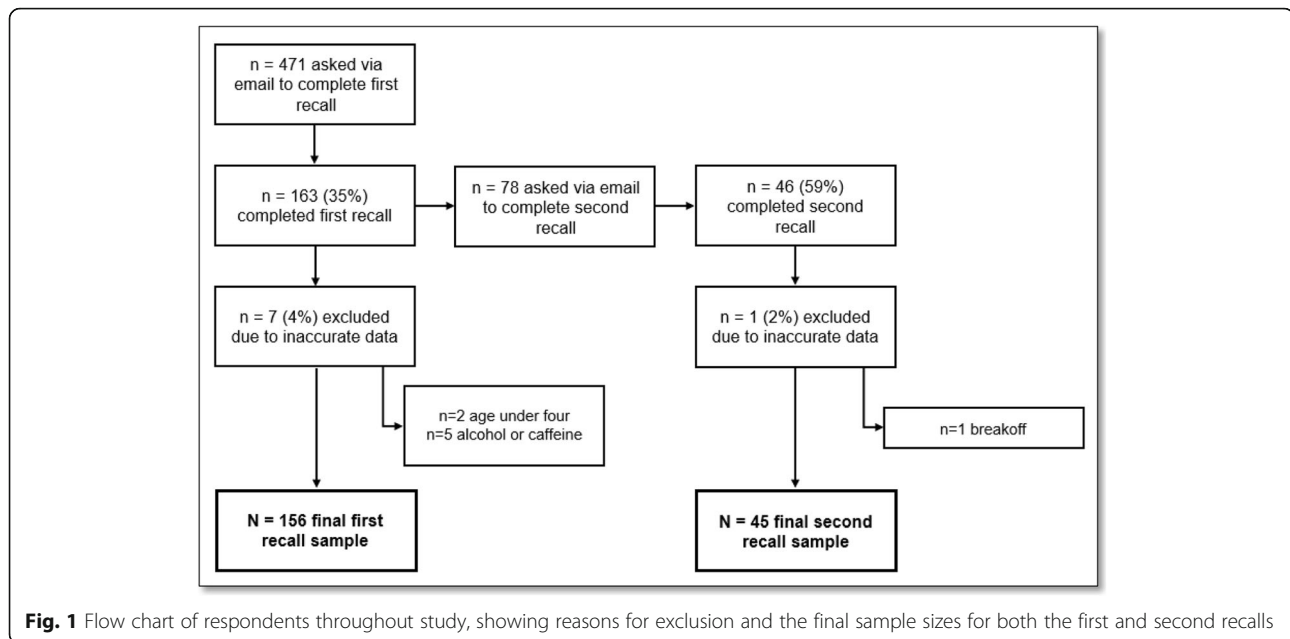 n = 471 asked via
email to complete first
recall
n = 163 (35%)
completed first recall
n = 78 asked via email
to complete second
recall
n = 46 (59%)
completed second
recall
n = 7 (4%) excluded
due to inaccurate data
n = 1 (2%) excluded
due to inaccurate data
n=2 age under four
n=5 alcohol or caffeine
n=1 breakoff
N = 156 final first
recall sample
N = 45 final second
recall sample
Fig. 1 Flow chart of respondents throughout study, showing reasons for exclusion and the final sample sizes for both the first and second recalls